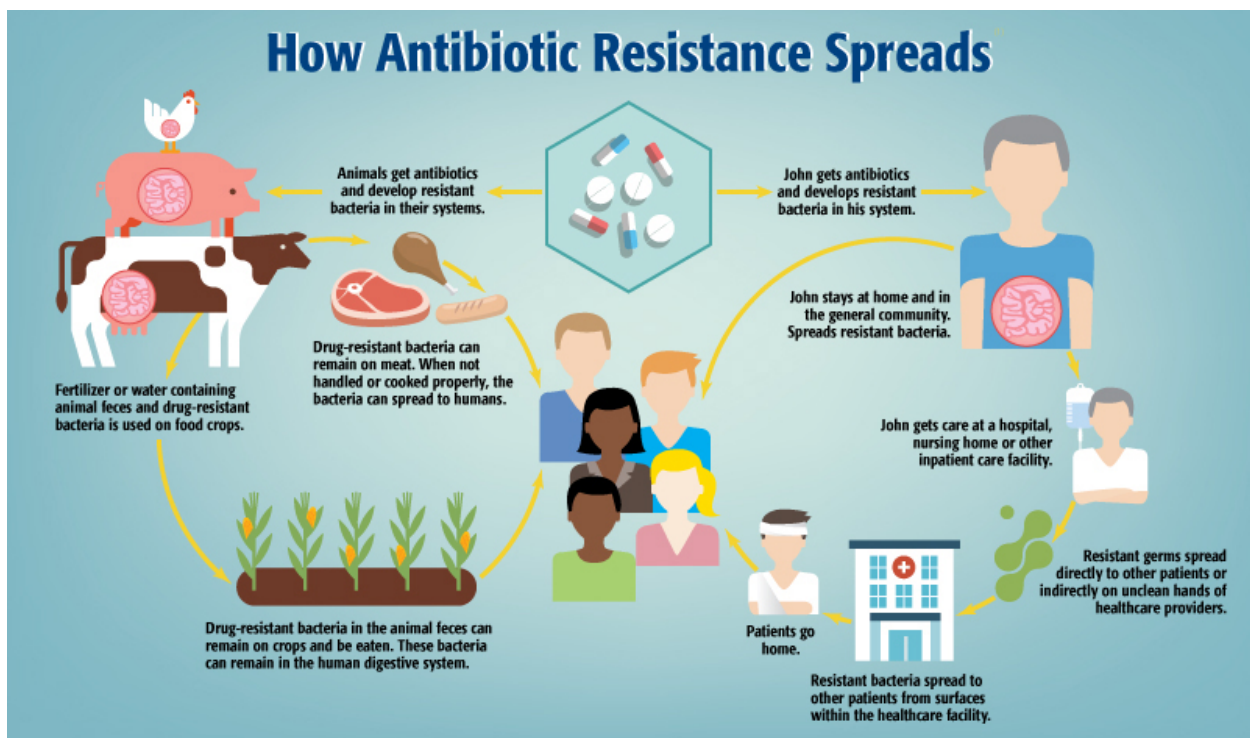 How Antibiotic Resistance Spreads
Animals get antibiotics
and develop resistant
bacteria in their systems.
John gets antibiotics
and develops resistant
bacteria in his system.
Drug-resistant bacteria can
remain on meat. When not
handled or cooked properly, the
bacteria can spread to humans.
John stays at home and in
the general community.
Spreads resistant bacteria.
Fertilizer or water containing
animal feces and drug-resistant
bacteria is used on food crops.
John gets care at a hospital,
nursing home or other
inpatient care facility.
Drug-resistant bacteria in the animal feces can
remain on crops and be eaten. These bacteria
can remain in the human digestive system.
Resistant germs spread
directly to other patients or
indirectly on unclean hands of
healthcare providers.
Resistant bacteria spread to
other patients from surfaces
within the healthcare facility.
Patients go
home.